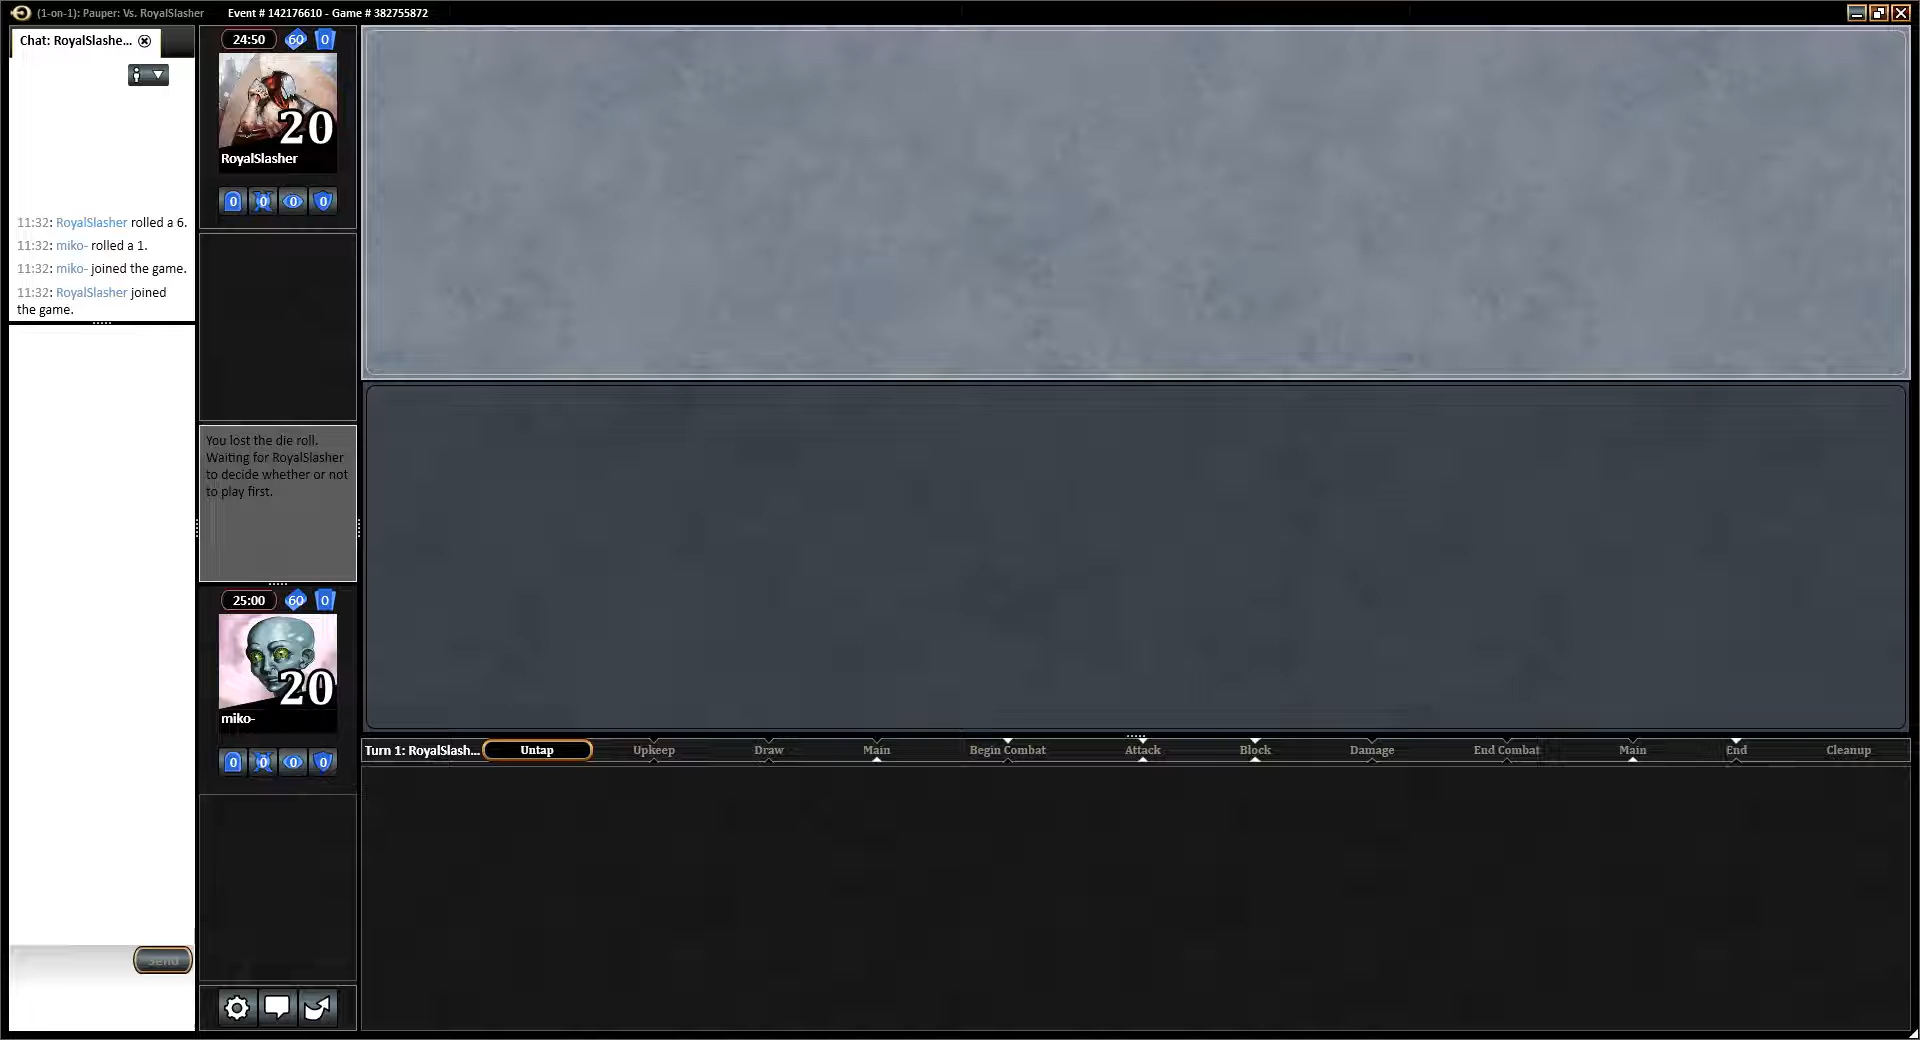 (1-on-1): Pauper: Vs. RoyalSlasher
Event # 142176610 - Game # 382755872
Chat: RoyalSlashe...
11:32: RoyalSlasher rolled a 6.
11:32: miko- rolled a 1.
11:32: miko- joined the game.
11:32: RoyalSlasher joined
the game.
Send
24:50
60
0
20
RoyalSlasher
0
0
0
0
You lost the die roll.
Waiting for RoyalSlasher
to decide whether or not
to play first.
25:00
60
0
20
miko-
0
0
0
0
Turn 1: RoyalSlash...
Untap
Upkeep
Draw
Main
Begin Combat
Attack
Block
Damage
End Combat
Main
End
Cleanup